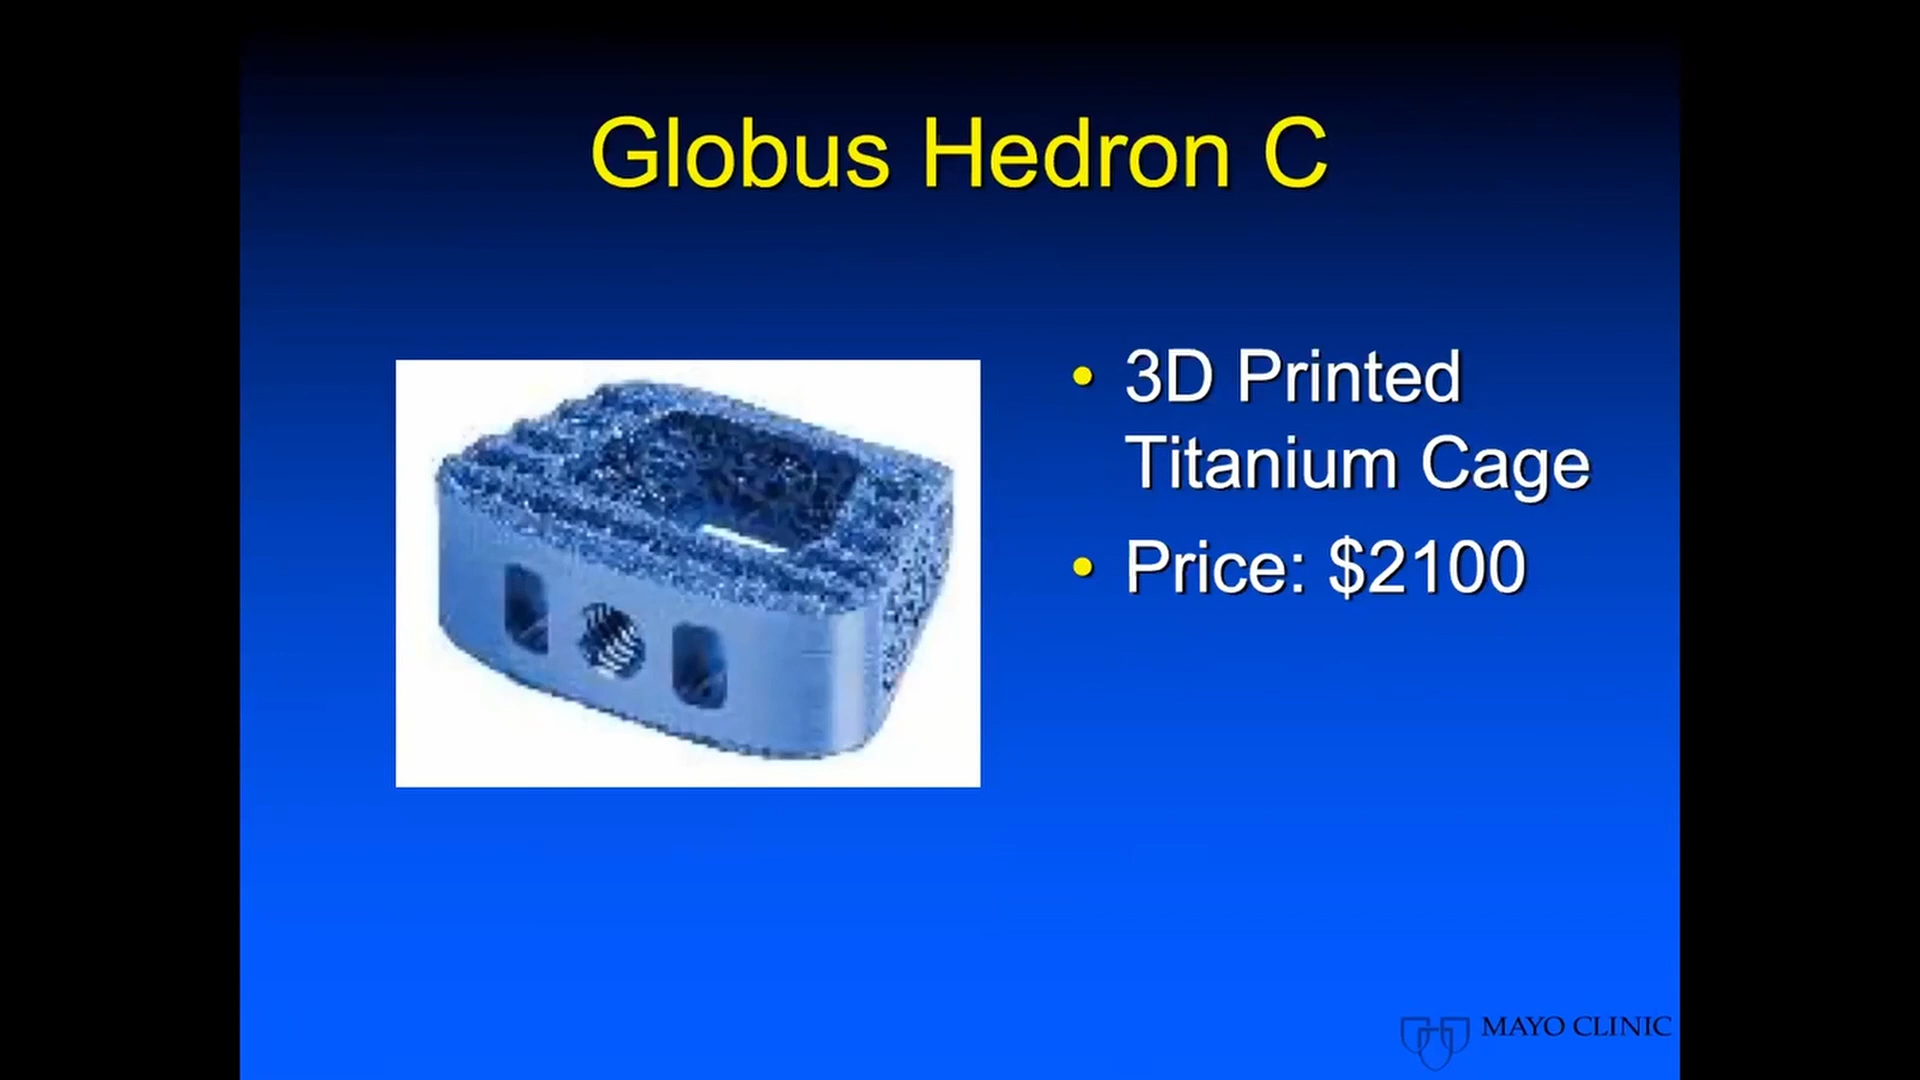 Globus Hedron C
• 3D Printed
Titanium Cage
• Price: $2100
MAYO CLINIC